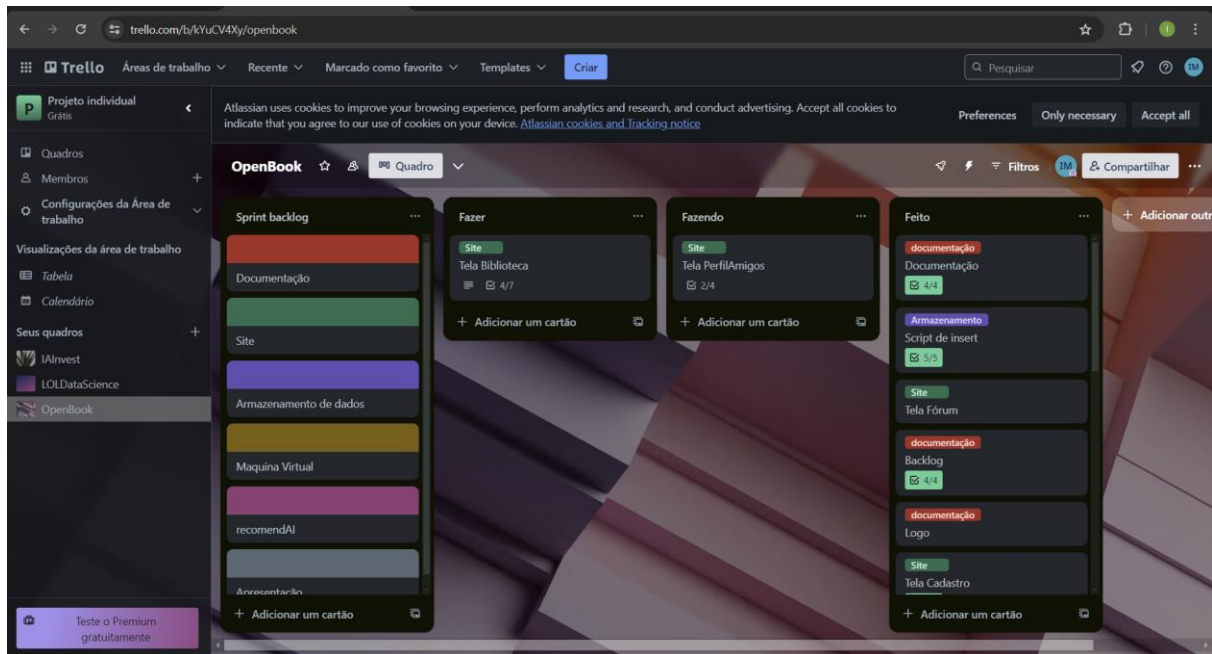 trello.com/b/kYuCV4Xy/openbook
Trello Áreas de trabalho Recente Marcado como favorito Templates Criar Pesquisar IM
P Projeto individual
Grátis
Quadros
Membros
Configurações da Área de
trabalho
Visualizações da área de trabalho
Tabela
Calendário
Seus quadros
IAInvest
LOLDataScience
OpenBook
Teste o Premium
gratuitamente
Atlassian uses cookies to improve your browsing experience, perform analytics and research, and conduct advertising. Accept all cookies to
indicate that you agree to our use of cookies on your device. Atlassian cookies and Tracking notice
Preferences Only necessary Accept all
OpenBook Quadro Filtros IM Compartilhar
Sprint backlog
Documentação
Site
Armazenamento de dados
Maquina Virtual
recomendAI
Apresentação
+ Adicionar um cartão
Fazer
Site
Tela Biblioteca
4/7
+ Adicionar um cartão
Fazendo
Site
Tela PerfilAmigos
2/4
+ Adicionar um cartão
Feito
documentação
Documentação
4/4
Armazenamento
Script de insert
5/5
Site
Tela Fórum
documentação
Backlog
4/4
documentação
Logo
Site
Tela Cadastro
+ Adicionar um cartão
+ Adicionar outr